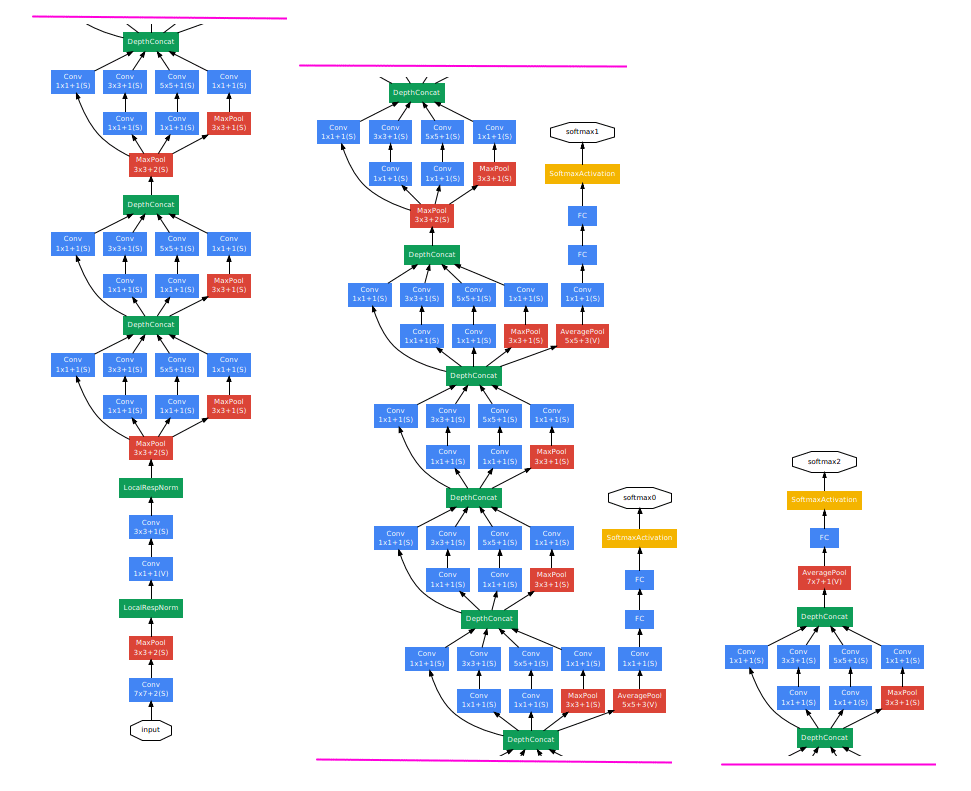 DepthConcat
Conv Conv Conv Conv
1x1+1(S) 3x3+1(S) 5x5+1(S) 1x1+1(S)
Conv Conv MaxPool
1x1+1(S) 1x1+1(S) 3x3+1(S)
MaxPool
3x3+2(S)
DepthConcat
Conv Conv Conv Conv
1x1+1(S) 3x3+1(S) 5x5+1(S) 1x1+1(S)
Conv Conv MaxPool
1x1+1(S) 1x1+1(S) 3x3+1(S)
DepthConcat
Conv Conv Conv Conv
1x1+1(S) 3x3+1(S) 5x5+1(S) 1x1+1(S)
Conv Conv MaxPool
1x1+1(S) 1x1+1(S) 3x3+1(S)
MaxPool
3x3+2(S)
LocalRespNorm
Conv
3x3+1(S)
Conv
1x1+1(V)
LocalRespNorm
MaxPool
3x3+2(S)
Conv
7x7+2(S)
input
DepthConcat
Conv Conv Conv Conv
1x1+1(S) 3x3+1(S) 5x5+1(S) 1x1+1(S)
Conv Conv MaxPool
1x1+1(S) 1x1+1(S) 3x3+1(S)
MaxPool
3x3+2(S)
softmax1
SoftmaxActivation
FC
FC
DepthConcat
Conv Conv Conv Conv Conv
1x1+1(S) 3x3+1(S) 5x5+1(S) 1x1+1(S) 1x1+1(S)
Conv Conv MaxPool AveragePool
1x1+1(S) 1x1+1(S) 3x3+1(S) 5x5+3(V)
DepthConcat
Conv Conv Conv Conv
1x1+1(S) 3x3+1(S) 5x5+1(S) 1x1+1(S)
Conv Conv MaxPool
1x1+1(S) 1x1+1(S) 3x3+1(S)
DepthConcat
Conv Conv Conv Conv
1x1+1(S) 3x3+1(S) 5x5+1(S) 1x1+1(S)
Conv Conv MaxPool
1x1+1(S) 1x1+1(S) 3x3+1(S)
softmax0
SoftmaxActivation
FC
FC
DepthConcat
Conv Conv Conv Conv Conv
1x1+1(S) 3x3+1(S) 5x5+1(S) 1x1+1(S) 1x1+1(S)
Conv Conv MaxPool AveragePool
1x1+1(S) 1x1+1(S) 3x3+1(S) 5x5+3(V)
DepthConcat
softmax2
SoftmaxActivation
FC
AveragePool
7x7+1(V)
DepthConcat
Conv Conv Conv Conv
1x1+1(S) 3x3+1(S) 5x5+1(S) 1x1+1(S)
Conv Conv MaxPool
1x1+1(S) 1x1+1(S) 3x3+1(S)
DepthConcat